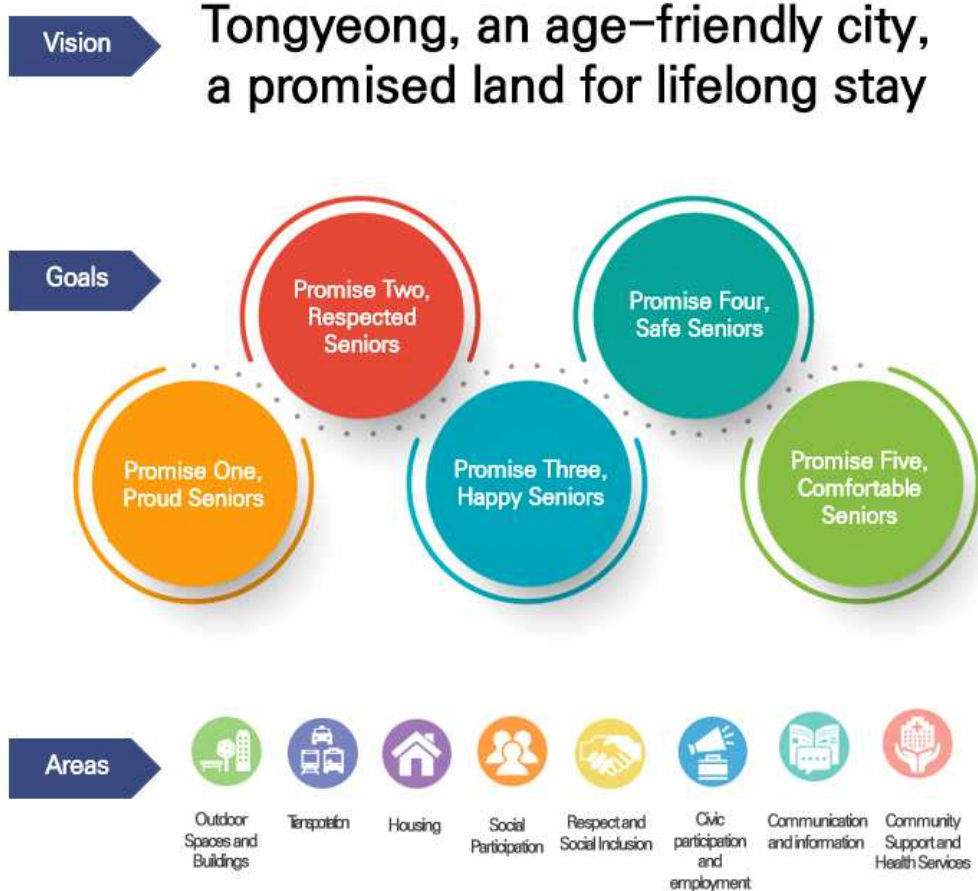 Vision
Tongyeong, an age-friendly city,
a promised land for lifelong stay
Goals
Promise One,
Proud Seniors
Promise Two,
Respected
Seniors
Promise Three,
Happy Seniors
Promise Four,
Safe Seniors
Promise Five,
Comfortable
Seniors
Areas
Outdoor
Spaces and
Buildings
Transportation
Housing
Social
Participation
Respect and
Social Inclusion
Civic
participation
and
employment
Communication
and information
Community
Support and
Health Services